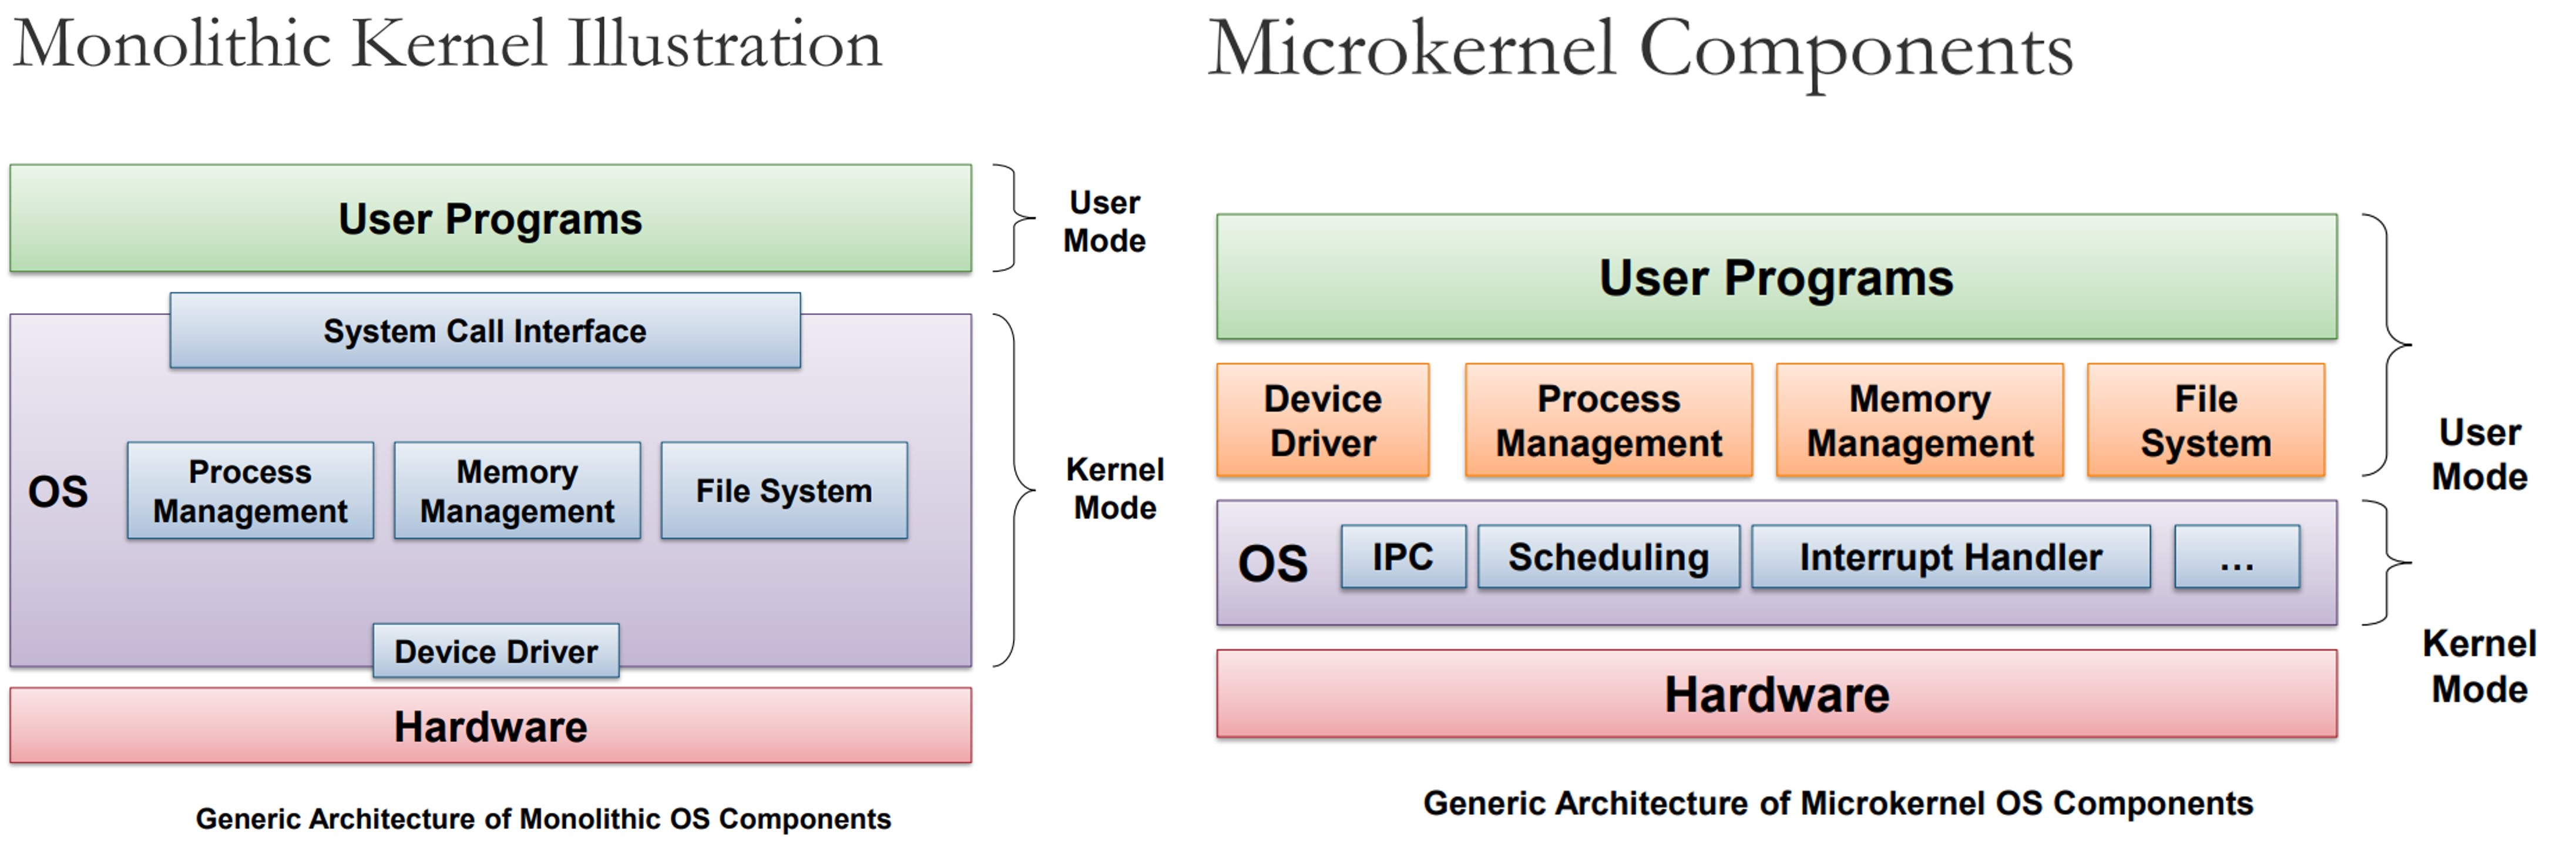 Monolithic Kernel Illustration
User Programs
User
Mode
System Call Interface
OS
Process
Management
Memory
Management
File System
Kernel
Mode
Device Driver
Hardware
Generic Architecture of Monolithic OS Components
Microkernel Components
User Programs
Device
Driver
Process
Management
Memory
Management
File
System
User
Mode
OS
IPC
Scheduling
Interrupt Handler
...
Kernel
Mode
Hardware
Generic Architecture of Microkernel OS Components